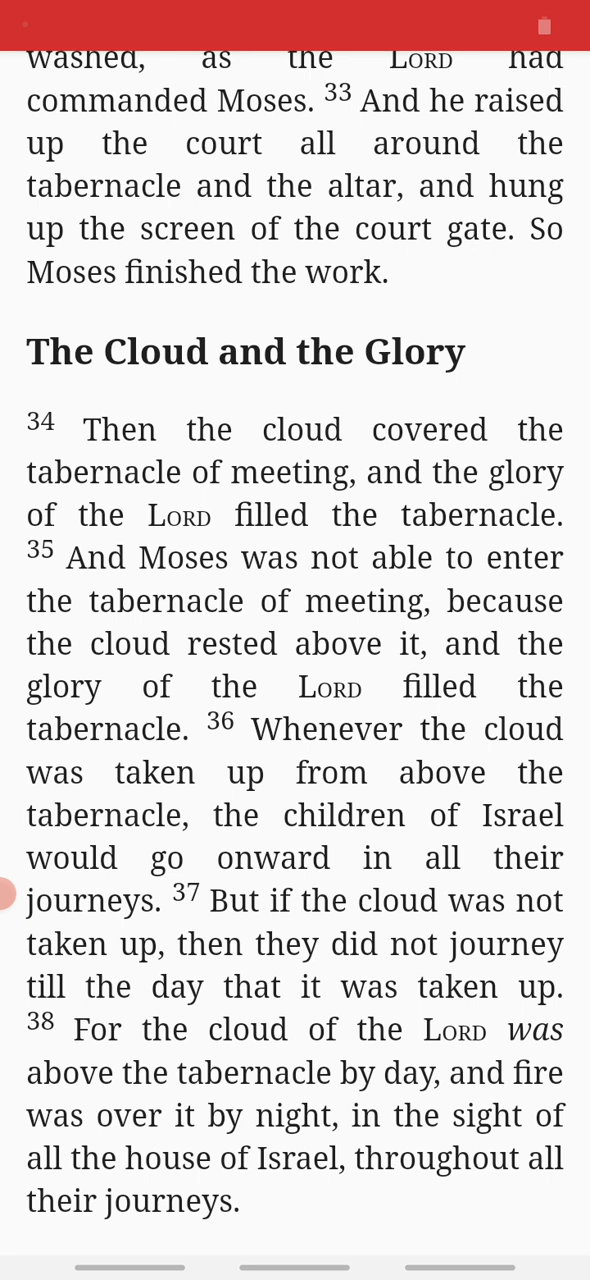 washed, as the LORD had
commanded Moses. 33 And he raised
up the court all around the
tabernacle and the altar, and hung
up the screen of the court gate. So
Moses finished the work.
The Cloud and the Glory
34 Then the cloud covered the
tabernacle of meeting, and the glory
of the LORD filled the tabernacle.
35 And Moses was not able to enter
the tabernacle of meeting, because
the cloud rested above it, and the
glory of the LORD filled the
tabernacle. 36 Whenever the cloud
was taken up from above the
tabernacle, the children of Israel
would go onward in all their
journeys. 37 But if the cloud was not
taken up, then they did not journey
till the day that it was taken up.
38 For the cloud of the LORD was
above the tabernacle by day, and fire
was over it by night, in the sight of
all the house of Israel, throughout all
their journeys.